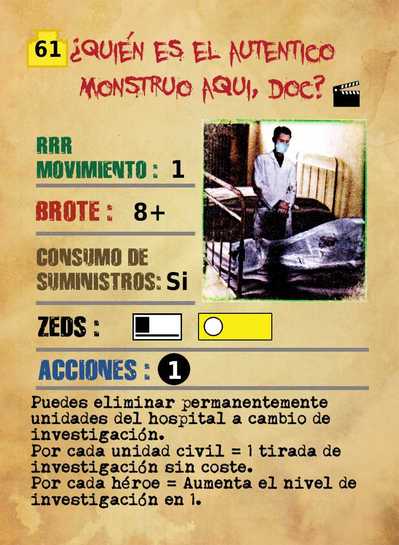 61 ¿QUIÉN ES EL AUTENTICO
MONSTRUO AQUI, DOC?
RRR
MOVIMIENTO : 1
BROTE : 8+
CONSUMO DE
SUMINISTROS: Si
ZEDS :
ACCIONES : 1
Puedes eliminar permanentemente
unidades del hospital a cambio de
investigación.
Por cada unidad civil = 1 tirada de
investigación sin coste.
Por cada héroe = Aumenta el nivel de
investigación en 1.